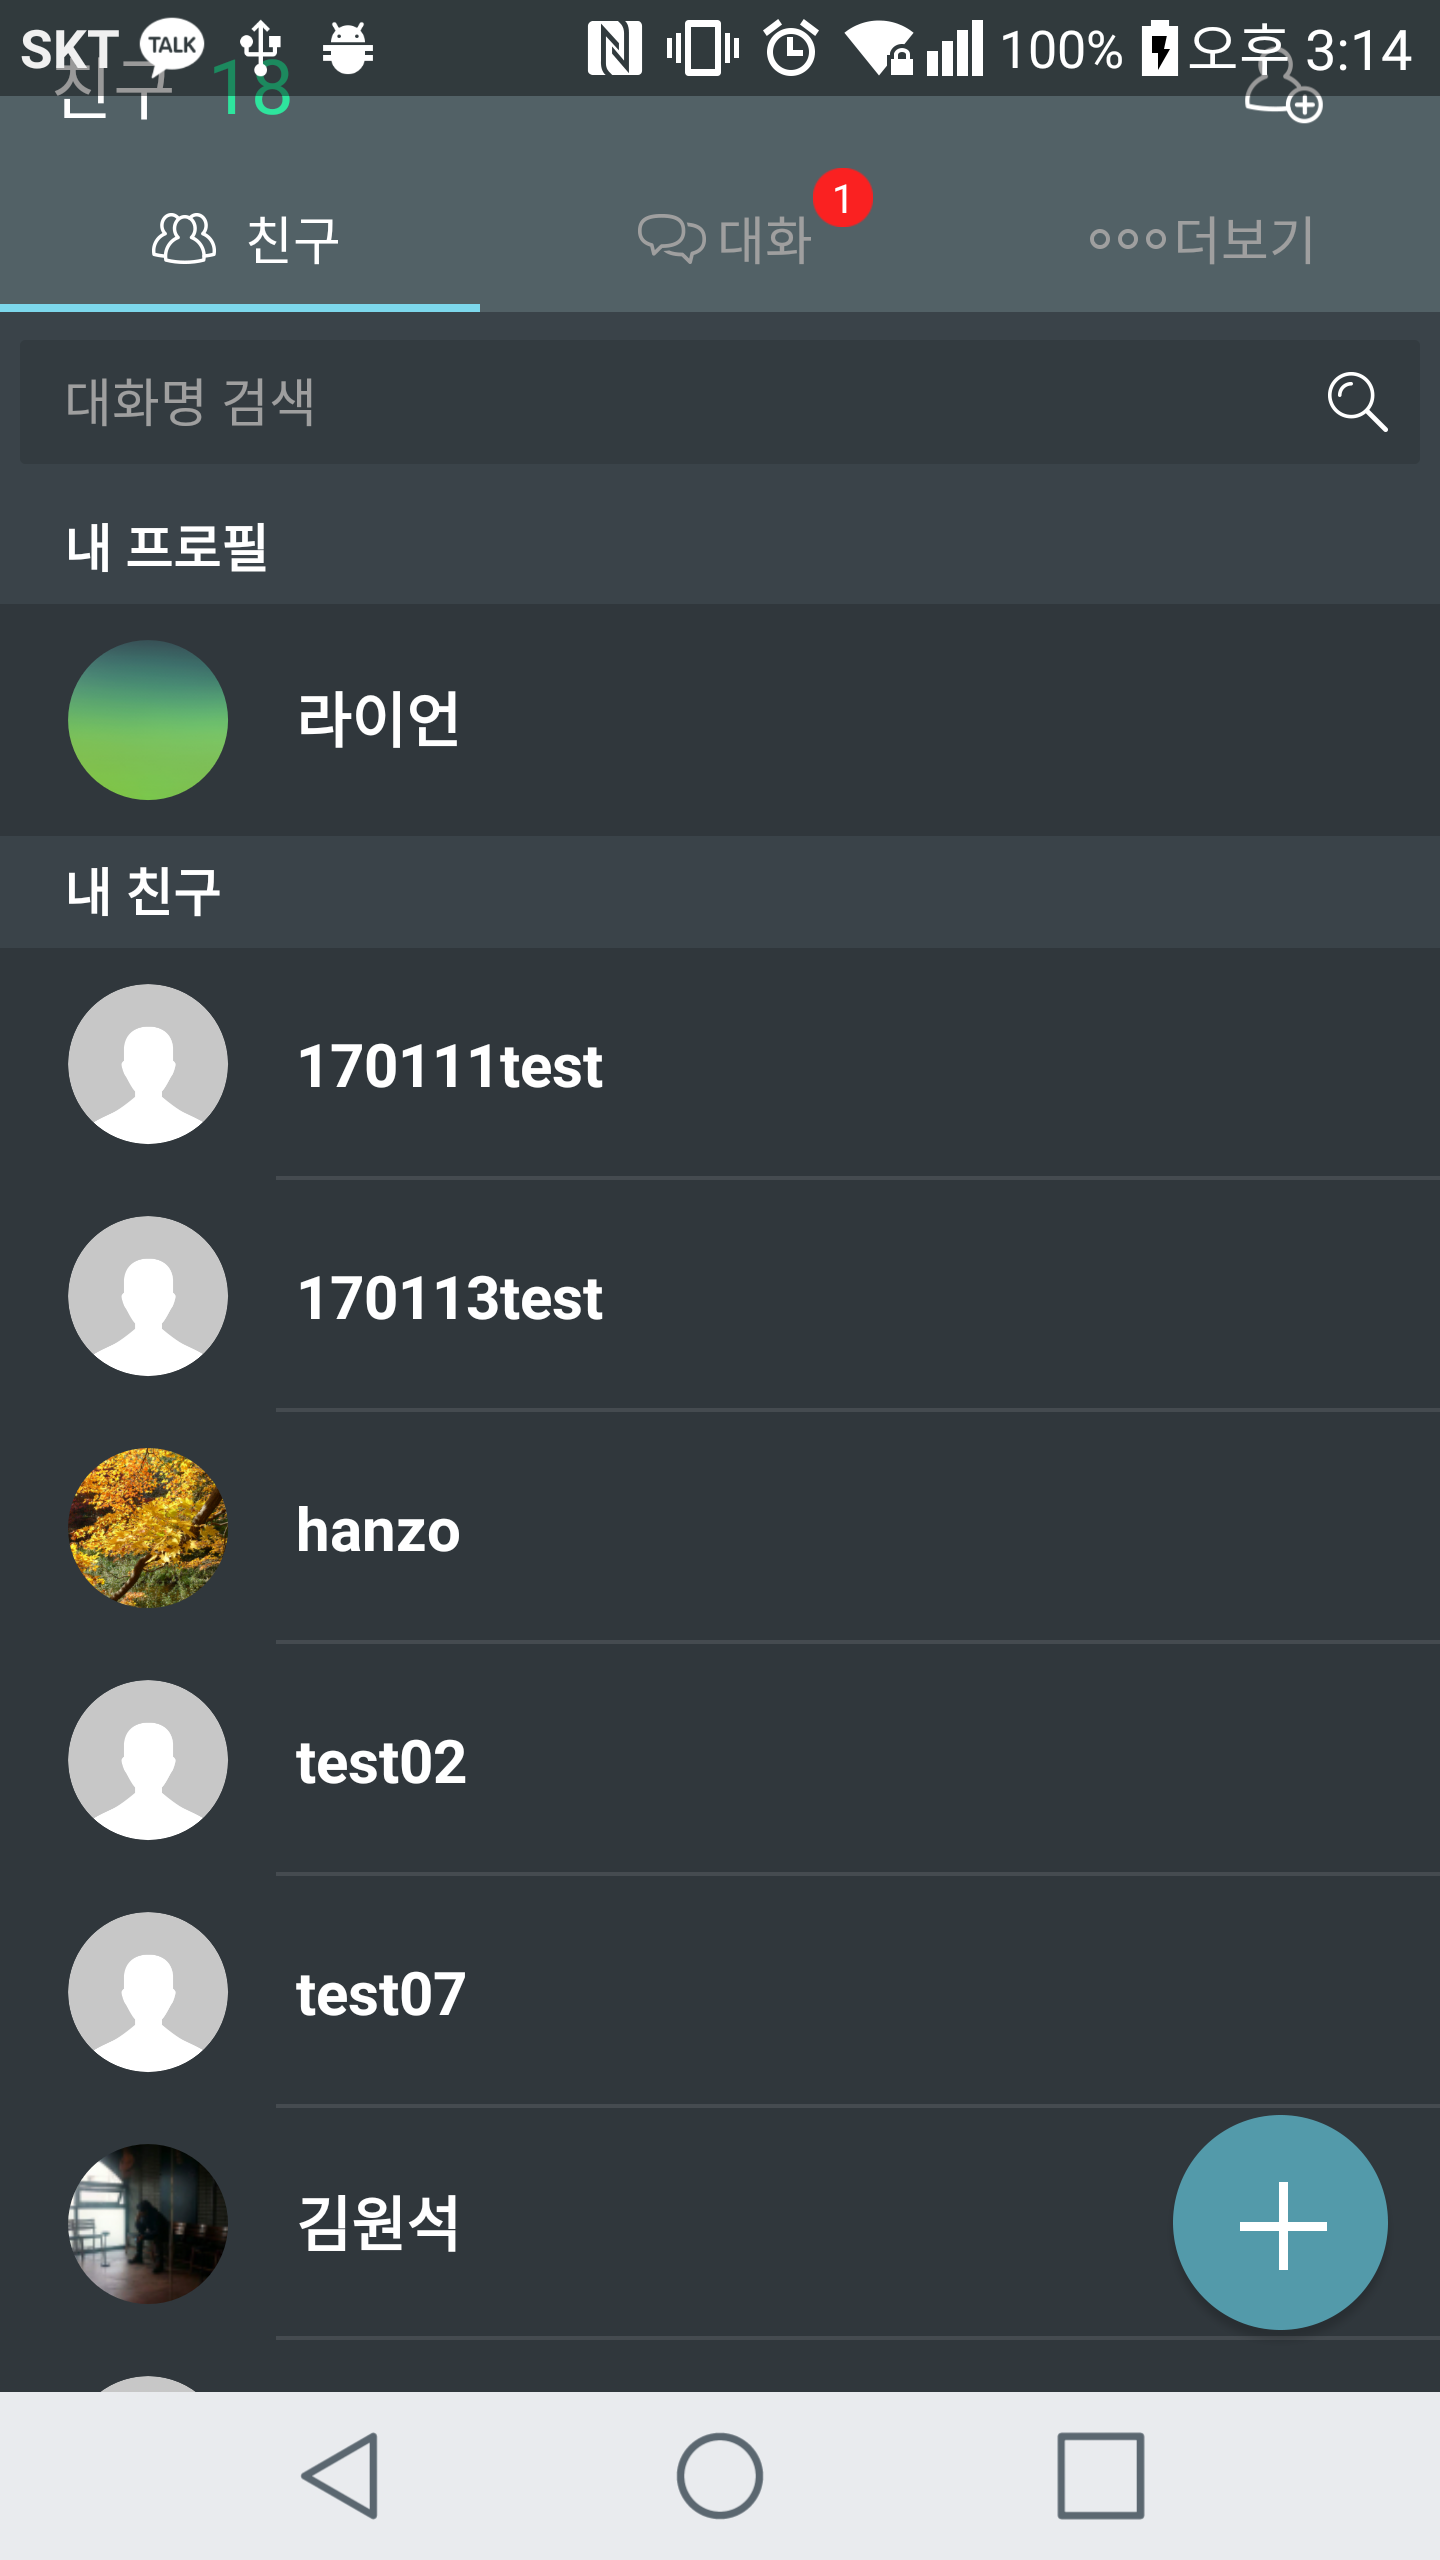 SKT TALK 100% 오후 3:14
친구 18
친구 대화 1 더보기
대화명 검색
내 프로필
라이언
내 친구
170111test
170113test
hanzo
test02
test07
김원석